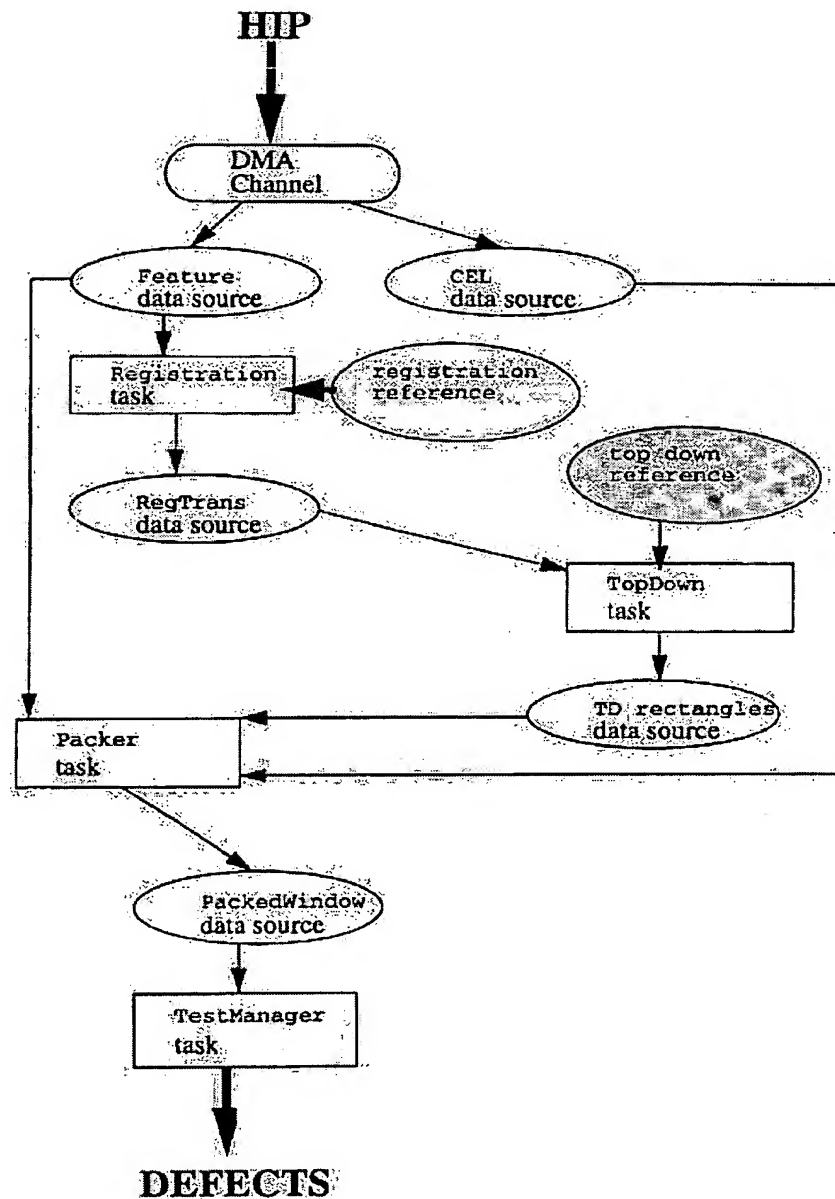 HIP
DMA
Channel
Feature
data source
CEL
data source
Registration
task
registration
reference
top down
reference
RegTrans
data source
TopDown
task
TD rectangles
data source
Packer
task
PackedWindow
data source
TestManager
task
DEFECTS